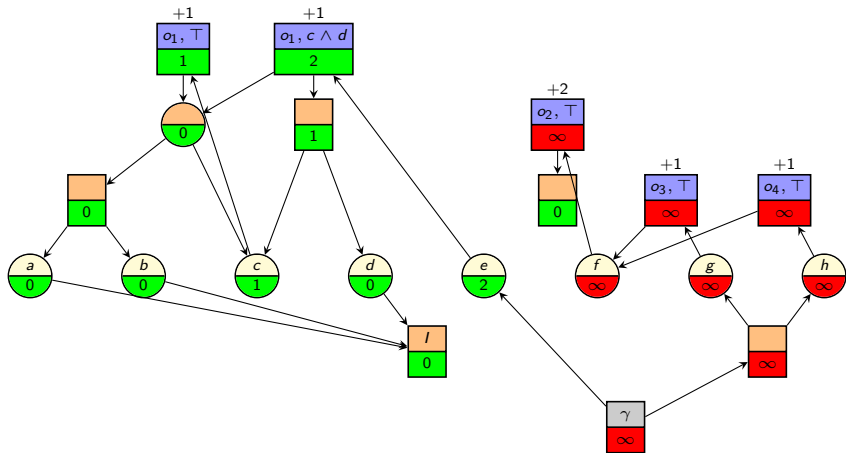 +1 +1
o₁, ⊤ o₁, c ∧ d
1 2
+2
o₂, ⊤
0 1 ∞
+1 +1
o₃, ⊤ o₄, ⊤
0 0 ∞ ∞
a b c d e f g h
0 0 1 0 2 ∞ ∞ ∞
I
0 ∞
γ
∞